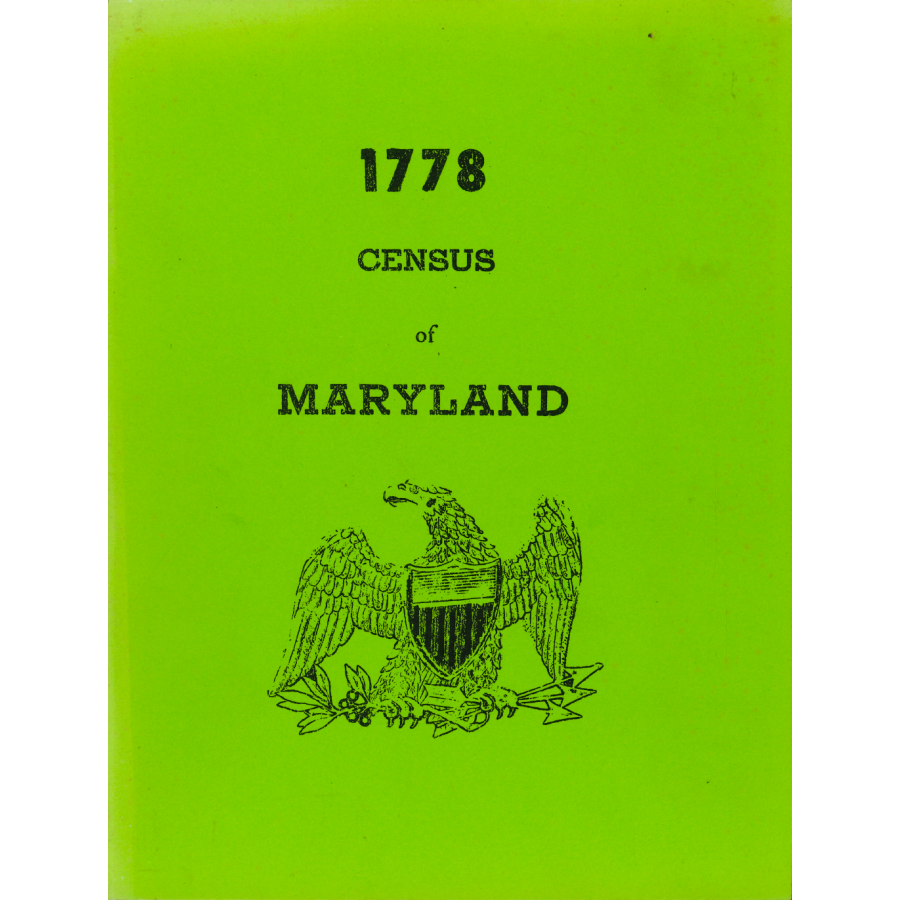 1778
CENSUS
of
MARYLAND